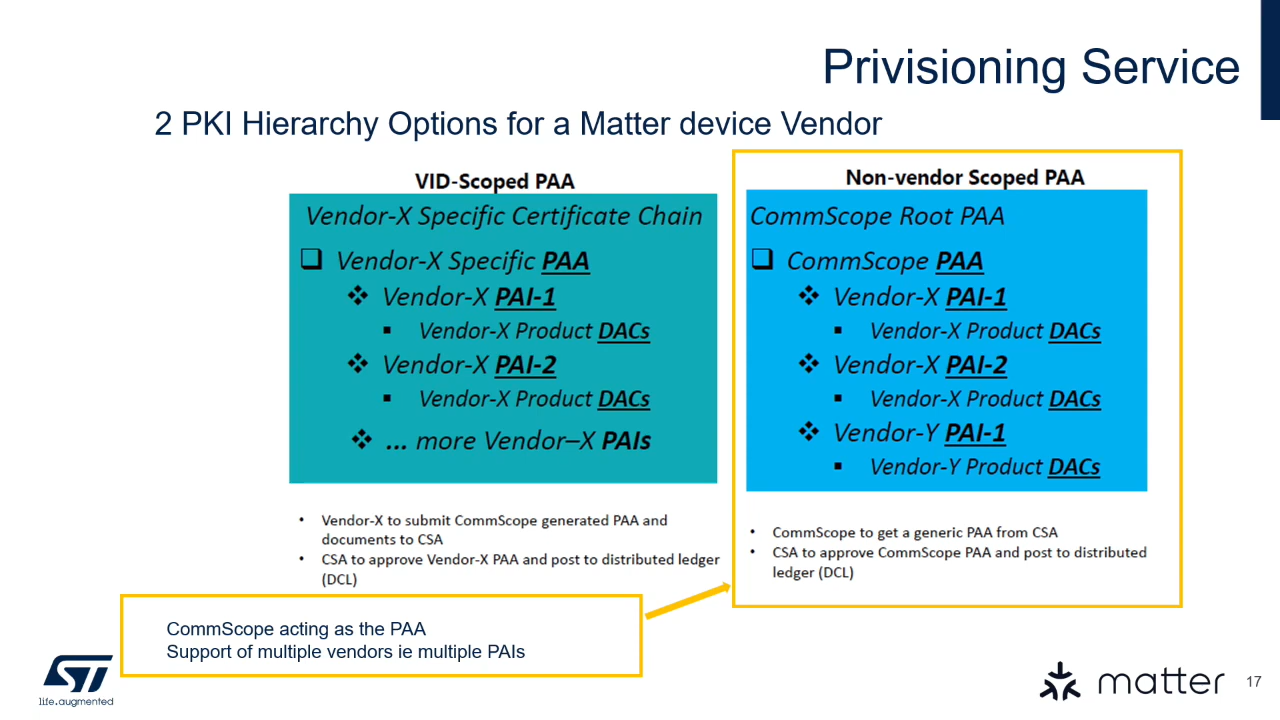 Privisioning Service
2 PKI Hierarchy Options for a Matter device Vendor
VID-Scoped PAA
Vendor-X Specific Certificate Chain
❑ Vendor-X Specific PAA
❖ Vendor-X PAI-1
▪ Vendor-X Product DACs
❖ Vendor-X PAI-2
▪ Vendor-X Product DACs
❖ ... more Vendor–X PAIs
• Vendor-X to submit CommScope generated PAA and
documents to CSA
• CSA to approve Vendor-X PAA and post to distributed ledger
(DCL)
Non-vendor Scoped PAA
CommScope Root PAA
❑ CommScope PAA
❖ Vendor-X PAI-1
▪ Vendor-X Product DACs
❖ Vendor-X PAI-2
▪ Vendor-X Product DACs
❖ Vendor-Y PAI-1
▪ Vendor-Y Product DACs
• CommScope to get a generic PAA from CSA
• CSA to approve CommScope PAA and post to distributed
ledger (DCL)
CommScope acting as the PAA
Support of multiple vendors ie multiple PAIs
ST
life.augmented
matter
17